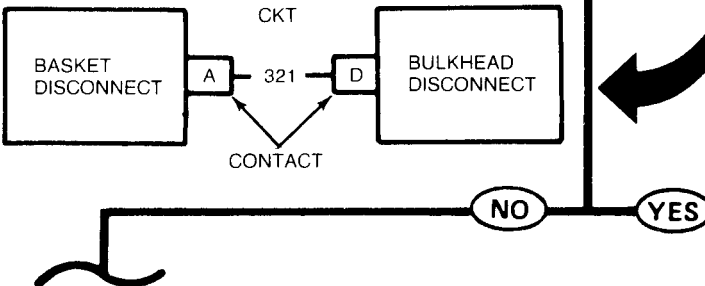 CKT
BASKET
DISCONNECT
A
321
D
BULKHEAD
DISCONNECT
CONTACT
NO
YES